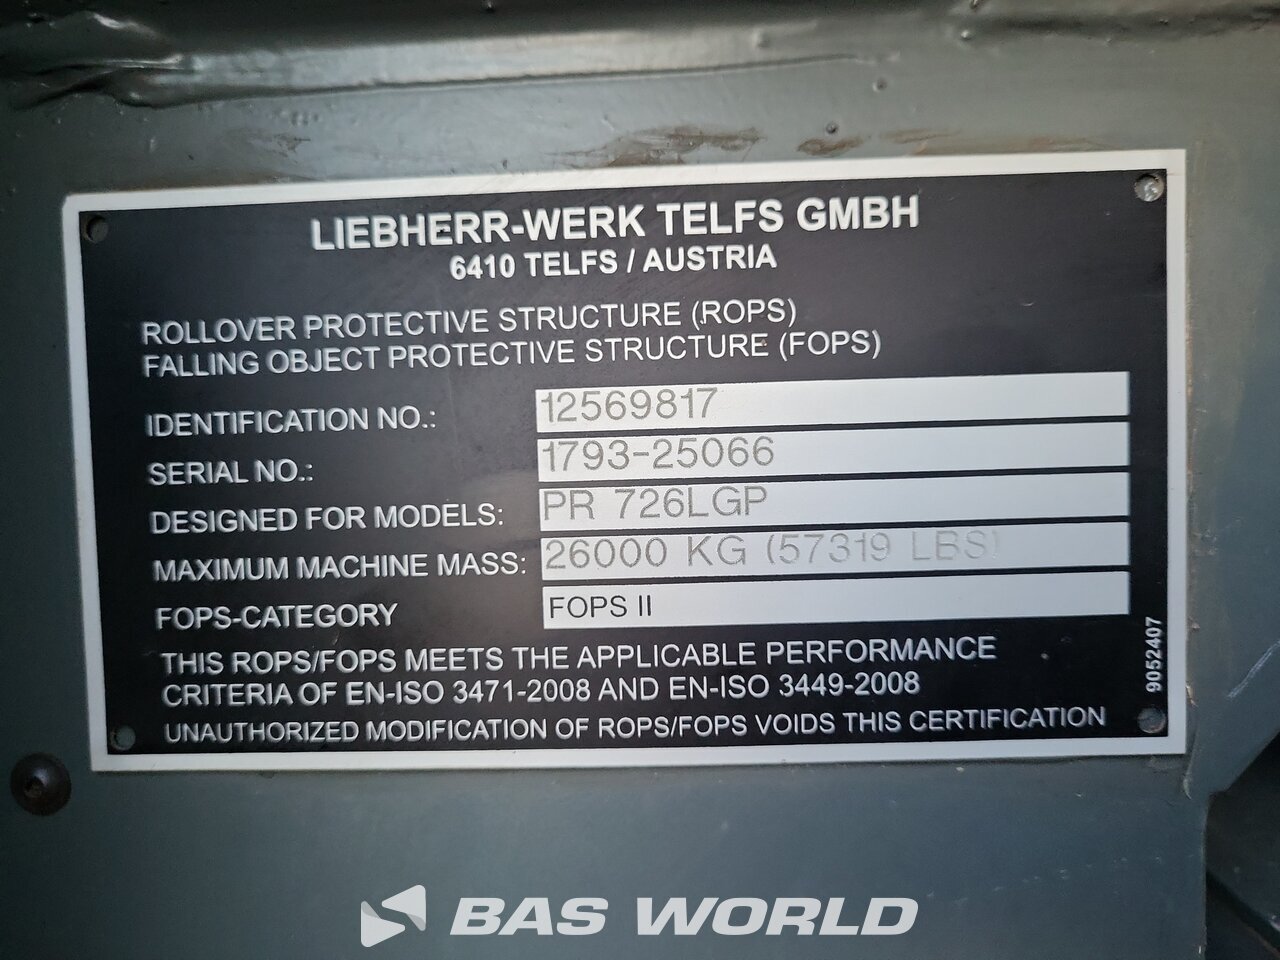 LIEBHERR-WERK TELFS GMBH
6410 TELFS / AUSTRIA
ROLLOVER PROTECTIVE STRUCTURE (ROPS)
FALLING OBJECT PROTECTIVE STRUCTURE (FOPS)
IDENTIFICATION NO.: 12569817
SERIAL NO.: 1793-25066
DESIGNED FOR MODELS: PR 726LGP
MAXIMUM MACHINE MASS: 26000 KG (57319 LBS)
FOPS-CATEGORY FOPS II
THIS ROPS/FOPS MEETS THE APPLICABLE PERFORMANCE
CRITERIA OF EN-ISO 3471-2008 AND EN-ISO 3449-2008
UNAUTHORIZED MODIFICATION OF ROPS/FOPS VOIDS THIS CERTIFICATION
9052407
BAS WORLD